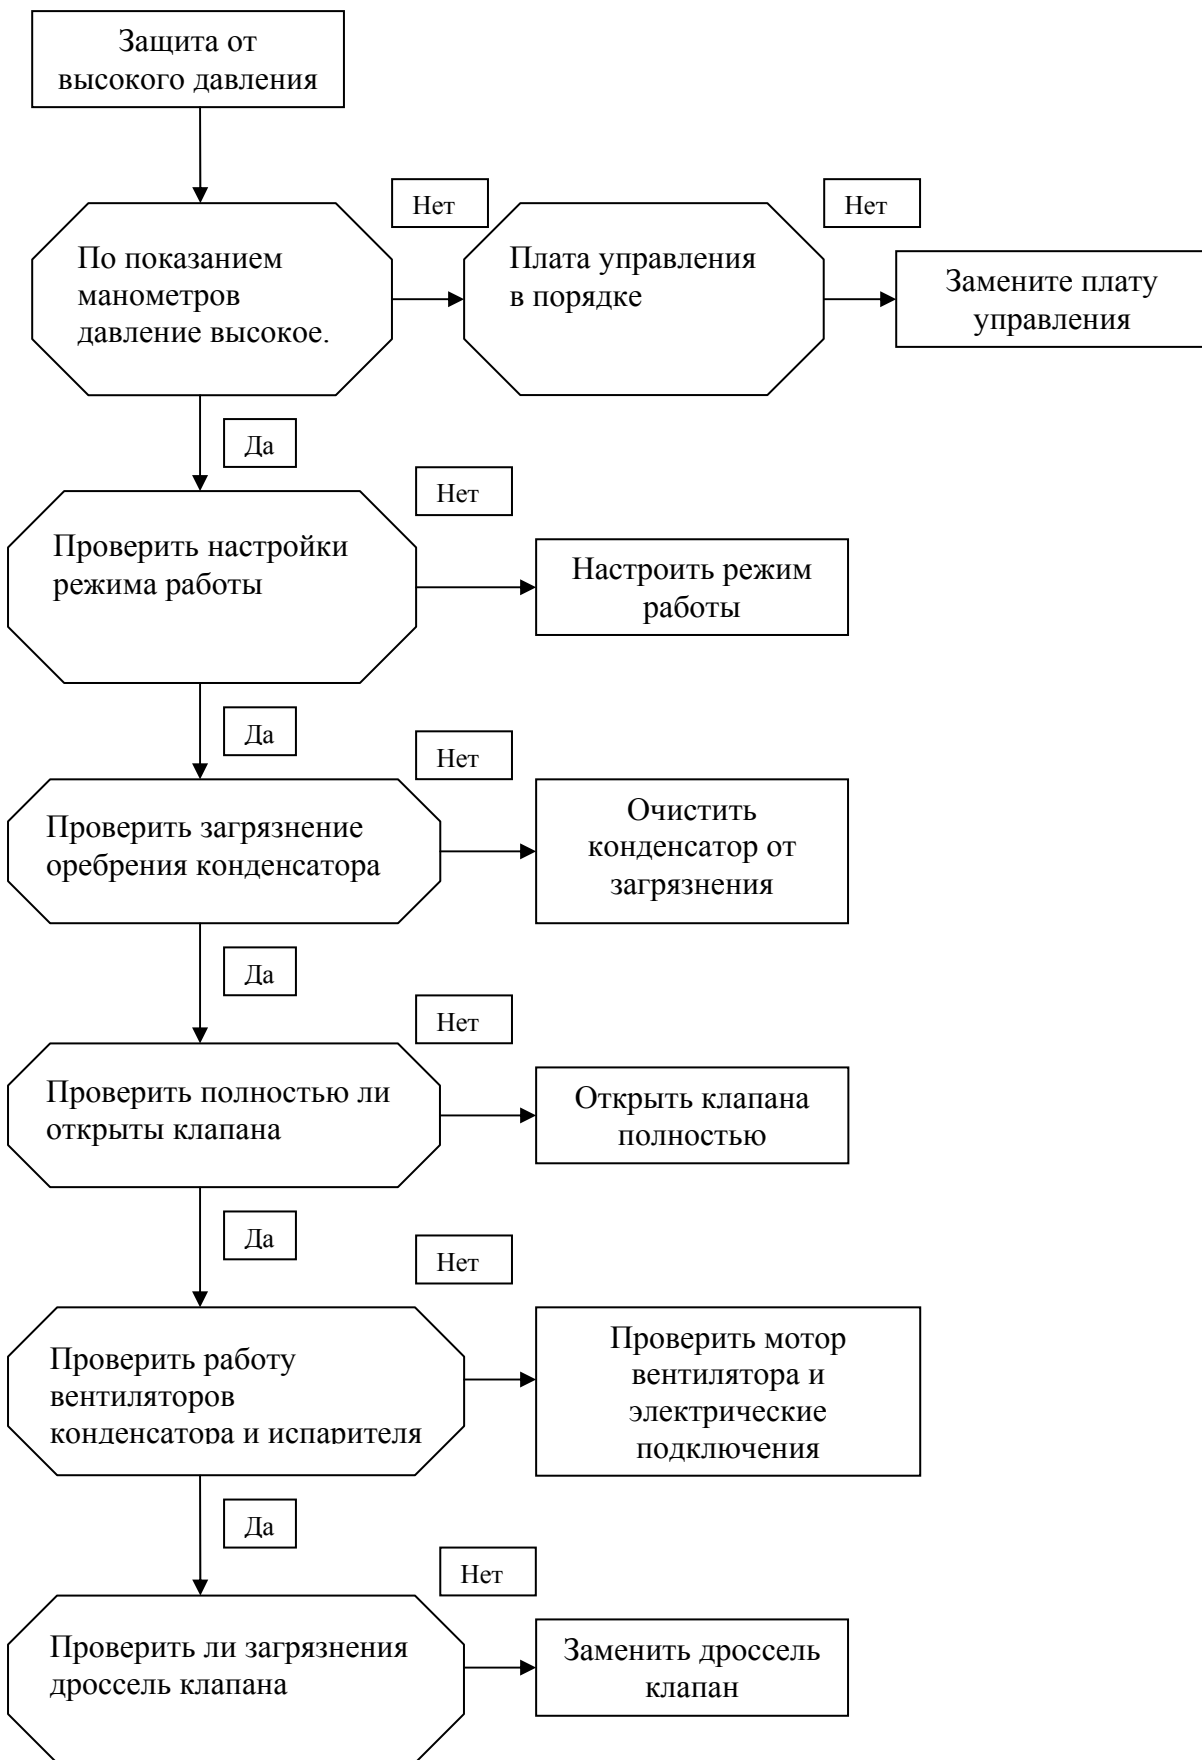 Защита от
высокого давления
Нет
Нет
По показанием
манометров
давление высокое.
Плата управления
в порядке
Замените плату
управления
Да
Нет
Проверить настройки
режима работы
Настроить режим
работы
Да
Нет
Проверить загрязнение
оребрения конденсатора
Очистить
конденсатор от
загрязнения
Да
Нет
Проверить полностью ли
открыты клапана
Открыть клапана
полностью
Да
Нет
Проверить работу
вентиляторов
конденсатора и испарителя
Проверить мотор
вентилятора и
электрические
подключения
Да
Нет
Проверить ли загрязнения
дроссель клапана
Заменить дроссель
клапан